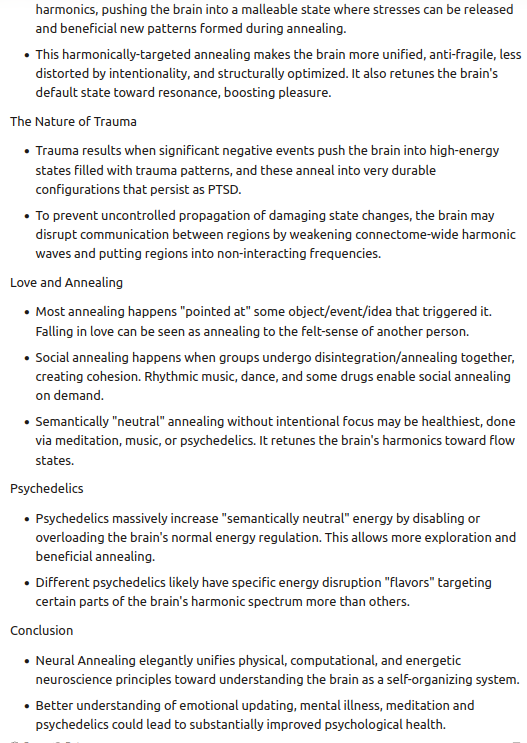 harmonics, pushing the brain into a malleable state where stresses can be released
and beneficial new patterns formed during annealing.
• This harmonically-targeted annealing makes the brain more unified, anti-fragile, less
distorted by intentionality, and structurally optimized. It also retunes the brain's
default state toward resonance, boosting pleasure.
The Nature of Trauma
• Trauma results when significant negative events push the brain into high-energy
states filled with trauma patterns, and these anneal into very durable
configurations that persist as PTSD.
• To prevent uncontrolled propagation of damaging state changes, the brain may
disrupt communication between regions by weakening connectome-wide harmonic
waves and putting regions into non-interacting frequencies.
Love and Annealing
• Most annealing happens "pointed at" some object/event/idea that triggered it.
Falling in love can be seen as annealing to the felt-sense of another person.
• Social annealing happens when groups undergo disintegration/annealing together,
creating cohesion. Rhythmic music, dance, and some drugs enable social annealing
on demand.
• Semantically "neutral" annealing without intentional focus may be healthiest, done
via meditation, music, or psychedelics. It retunes the brain's harmonics toward flow
states.
Psychedelics
• Psychedelics massively increase "semantically neutral" energy by disabling or
overloading the brain's normal energy regulation. This allows more exploration and
beneficial annealing.
• Different psychedelics likely have specific energy disruption "flavors" targeting
certain parts of the brain's harmonic spectrum more than others.
Conclusion
• Neural Annealing elegantly unifies physical, computational, and energetic
neuroscience principles toward understanding the brain as a self-organizing system.
• Better understanding of emotional updating, mental illness, meditation and
psychedelics could lead to substantially improved psychological health.